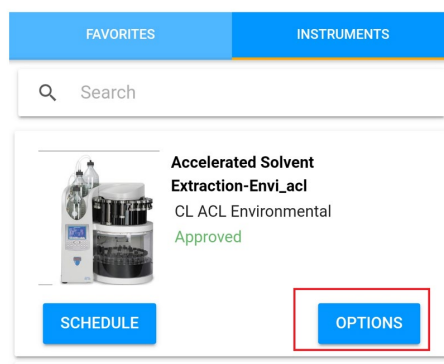 FAVORITES
INSTRUMENTS
Search
Accelerated Solvent
Extraction-Envi_acl
CL ACL Environmental
Approved
SCHEDULE
OPTIONS